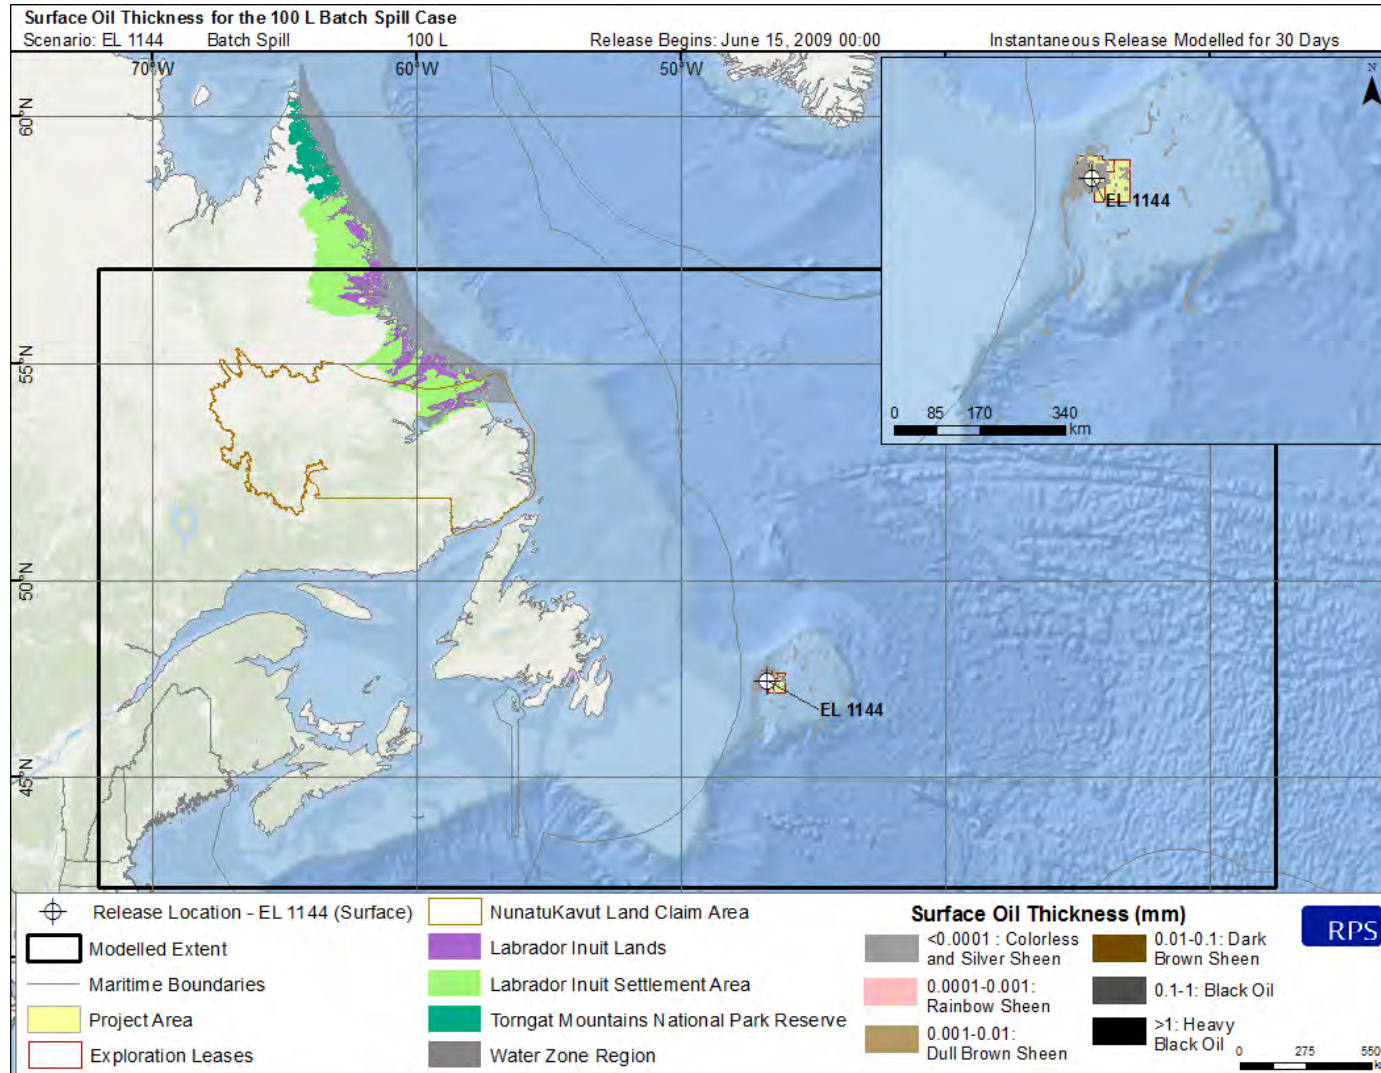 Surface Oil Thickness for the 100 L Batch Spill Case
Scenario: EL 1144 Batch Spill 100 L Release Begins: June 15, 2009 00:00 Instantaneous Release Modelled for 30 Days
70°W 60°W 50°W
N
60°N
EL 1144
55°N
0 85 170 340
km
50°N
EL 1144
45°N
Release Location - EL 1144 (Surface)
Modelled Extent
Maritime Boundaries
Project Area
Exploration Leases
NunatuKavut Land Claim Area
Labrador Inuit Lands
Labrador Inuit Settlement Area
Torngat Mountains National Park Reserve
Water Zone Region
Surface Oil Thickness (mm)
<0.0001 : Colorless
and Silver Sheen
0.0001-0.001:
Rainbow Sheen
0.001-0.01:
Dull Brown Sheen
0.01-0.1: Dark
Brown Sheen
0.1-1: Black Oil
>1: Heavy
Black Oil
RPS
0 275 550